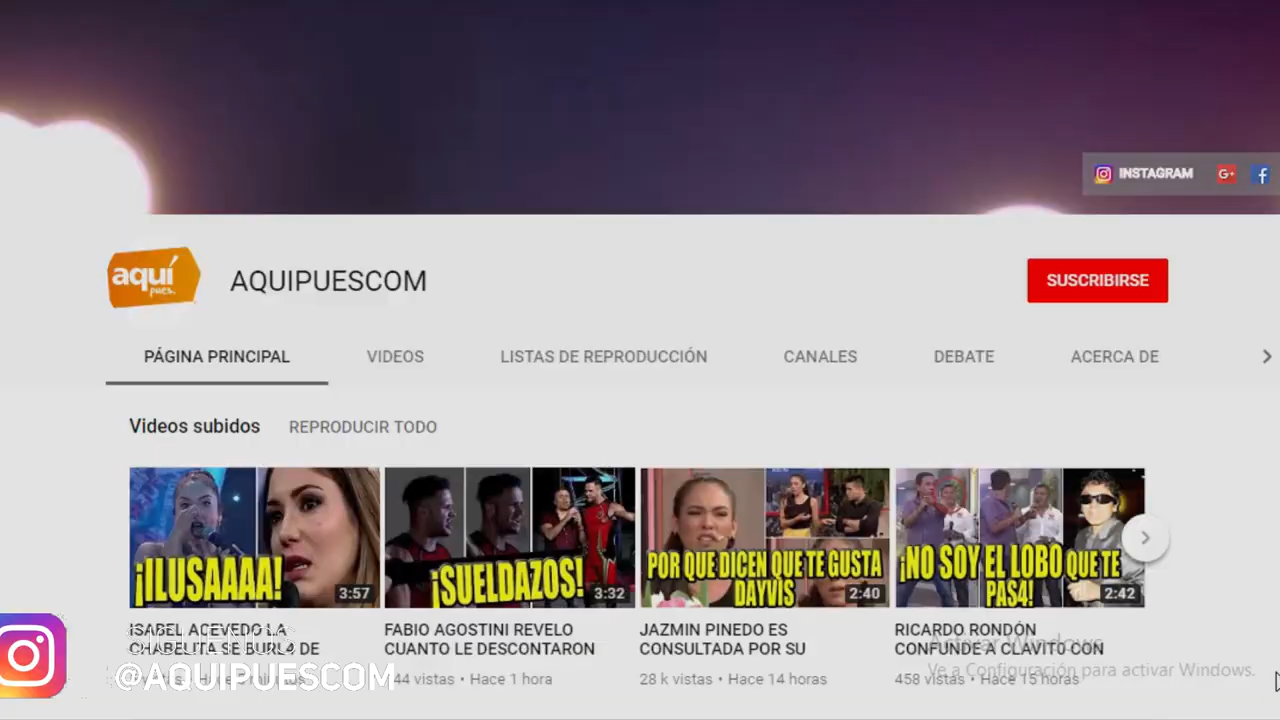 INSTAGRAM
G+
f
aquí
pues.
AQUIPUESCOM
SUSCRIBIRSE
PÁGINA PRINCIPAL
VIDEOS
LISTAS DE REPRODUCCIÓN
CANALES
DEBATE
ACERCA DE
Videos subidos
REPRODUCIR TODO
¡ILUSAAAA!
3:57
¡SUELDAZOS!
3:32
POR QUE DICEN QUE TE GUSTA
DAYVIS
2:40
¡NO SOY EL LOBO QUE TE
PAS4!
2:42
ISABEL ACEVEDO LA
CHABELITA SE BURL4 DE
FABIO AGOSTINI REVELO
CUANTO LE DESCONTARON
44 vistas • Hace 1 hora
JAZMIN PINEDO ES
CONSULTADA POR SU
28 k vistas • Hace 14 horas
RICARDO RONDÓN
CONFUNDE A CLAVIT0 CON
458 vistas • Hace 15 horas
@AQUIPUESCOM
Activar Windows
Ve a Configuración para activar Windows.